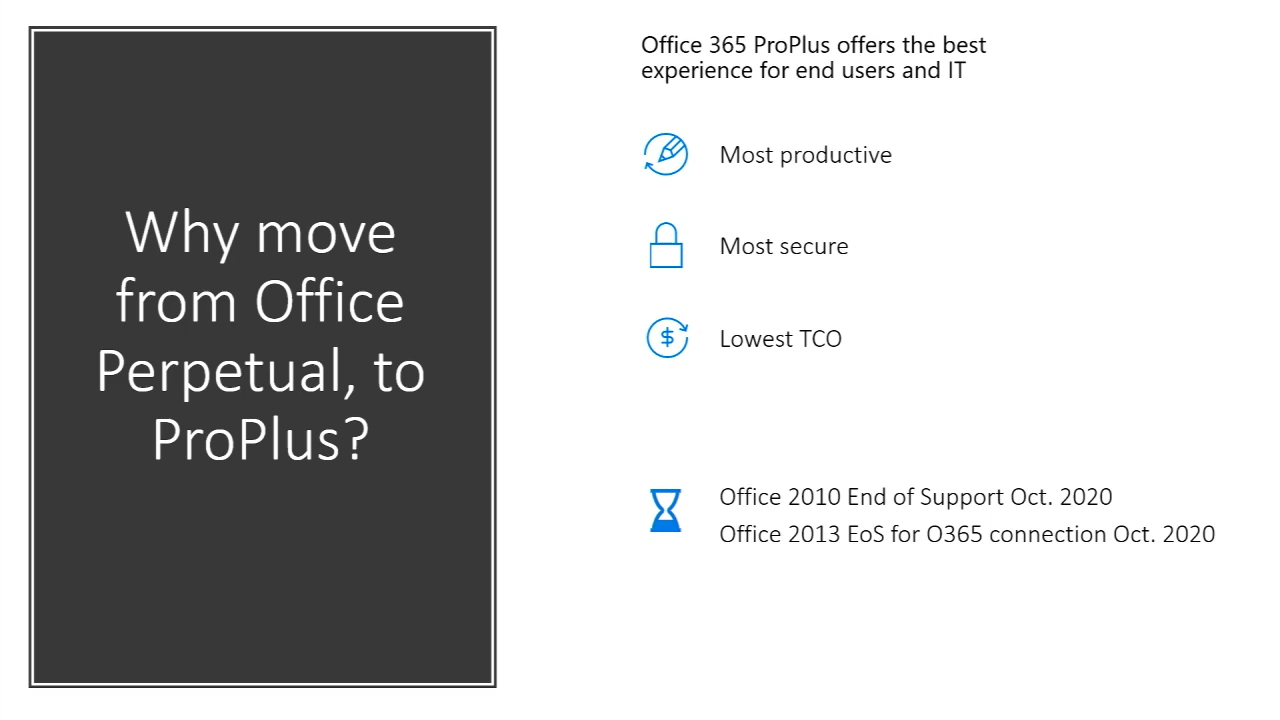 Why move
from Office
Perpetual, to
ProPlus?
Office 365 ProPlus offers the best
experience for end users and IT
Most productive
Most secure
$
Lowest TCO
Office 2010 End of Support Oct. 2020
Office 2013 EoS for O365 connection Oct. 2020